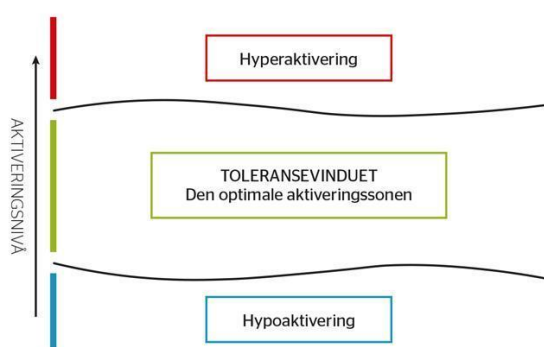 Hyperaktivering
AKTIVERINGSNIVÅ
TOLERANSEVINDUET
Den optimale aktiveringssonen
Hypoaktivering